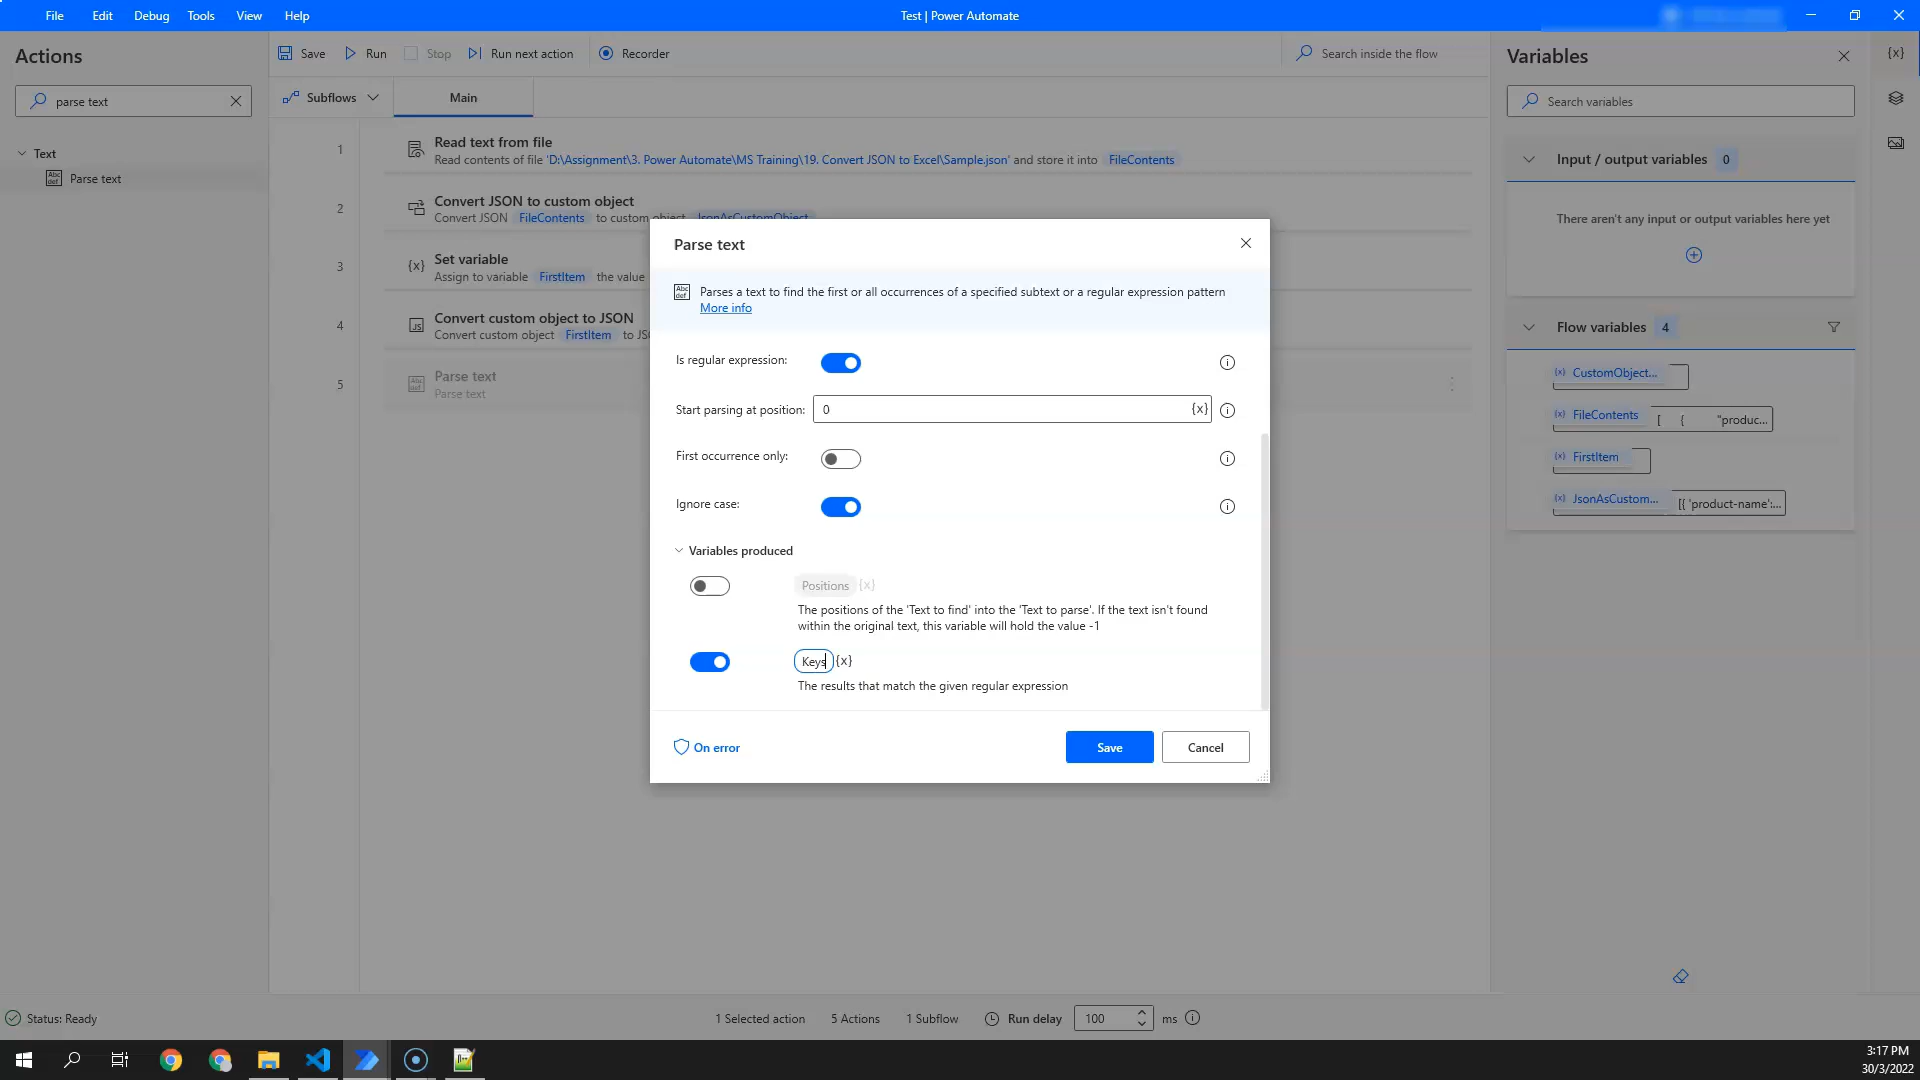 File Edit Debug Tools View Help
Test | Power Automate
Actions
parse text
Text
Parse text
Save Run Stop Run next action Recorder
Search inside the flow
Subflows Main
1
Read text from file
Read contents of file 'D:\Assignment\3. Power Automate\MS Training\19. Convert JSON to Excel\Sample.json' and store it into FileContents
2
Convert JSON to custom object
Convert JSON FileContents to custom object JsonAsCustomObject
3
Set variable
Assign to variable FirstItem the value
4
Convert custom object to JSON
Convert custom object FirstItem to JSO
5
Parse text
Parse text
Parse text
Parses a text to find the first or all occurrences of a specified subtext or a regular expression pattern
More info
Is regular expression:
Start parsing at position: 0 {x}
First occurrence only:
Ignore case:
Variables produced
Positions {x}
The positions of the 'Text to find' into the 'Text to parse'. If the text isn't found
within the original text, this variable will hold the value -1
Keys {x}
The results that match the given regular expression
On error
Save Cancel
Variables
{x}
Search variables
Input / output variables 0
There aren't any input or output variables here yet
Flow variables 4
{x} CustomObject...
{x} FileContents [ { "produc...
{x} FirstItem
{x} JsonAsCustom... [{ 'product-name':...
Status: Ready
1 Selected action 5 Actions 1 Subflow Run delay 100 ms
3:17 PM
30/3/2022